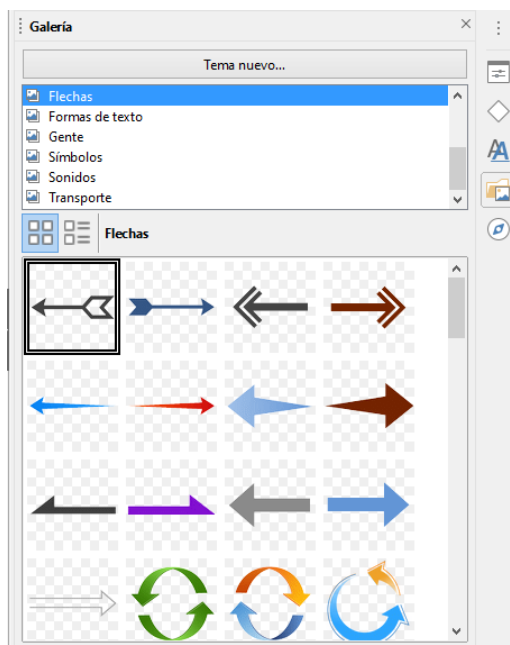 Galería
Tema nuevo...
Flechas
Formas de texto
Gente
Símbolos
Sonidos
Transporte
Flechas